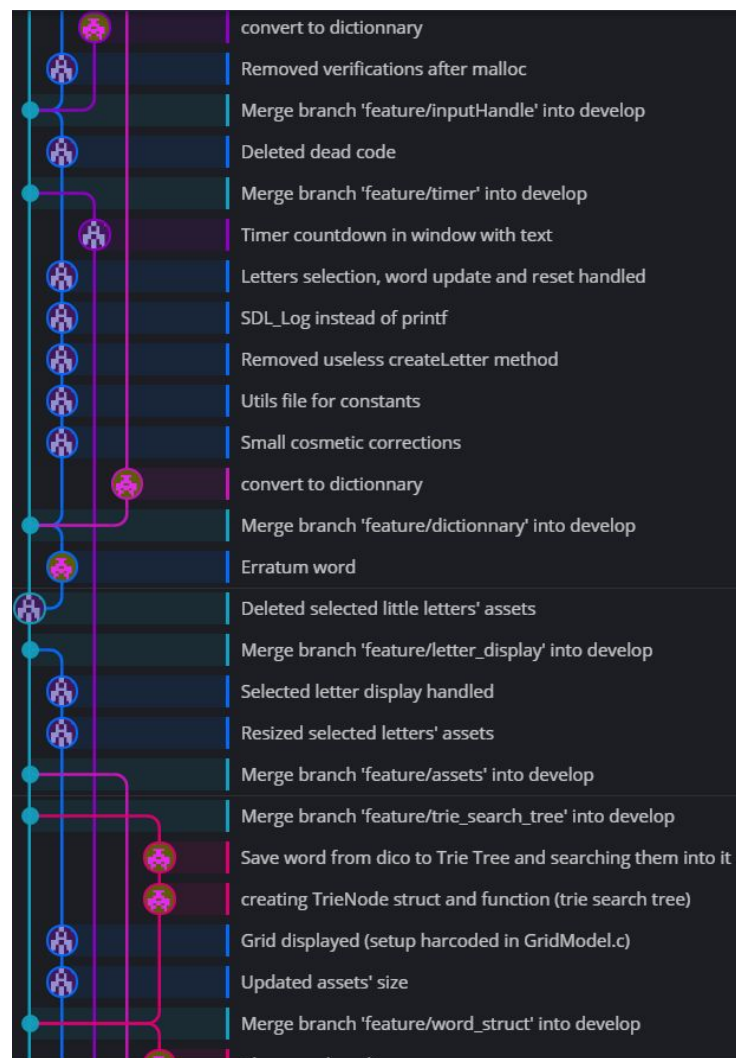 convert to dictionnary
Removed verifications after malloc
Merge branch 'feature/inputHandle' into develop
Deleted dead code
Merge branch 'feature/timer' into develop
Timer countdown in window with text
Letters selection, word update and reset handled
SDL_Log instead of printf
Removed useless createLetter method
Utils file for constants
Small cosmetic corrections
convert to dictionnary
Merge branch 'feature/dictionnary' into develop
Erratum word
Deleted selected little letters' assets
Merge branch 'feature/letter_display' into develop
Selected letter display handled
Resized selected letters' assets
Merge branch 'feature/assets' into develop
Merge branch 'feature/trie_search_tree' into develop
Save word from dico to Trie Tree and searching them into it
creating TrieNode struct and function (trie search tree)
Grid displayed (setup harcoded in GridModel.c)
Updated assets' size
Merge branch 'feature/word_struct' into develop